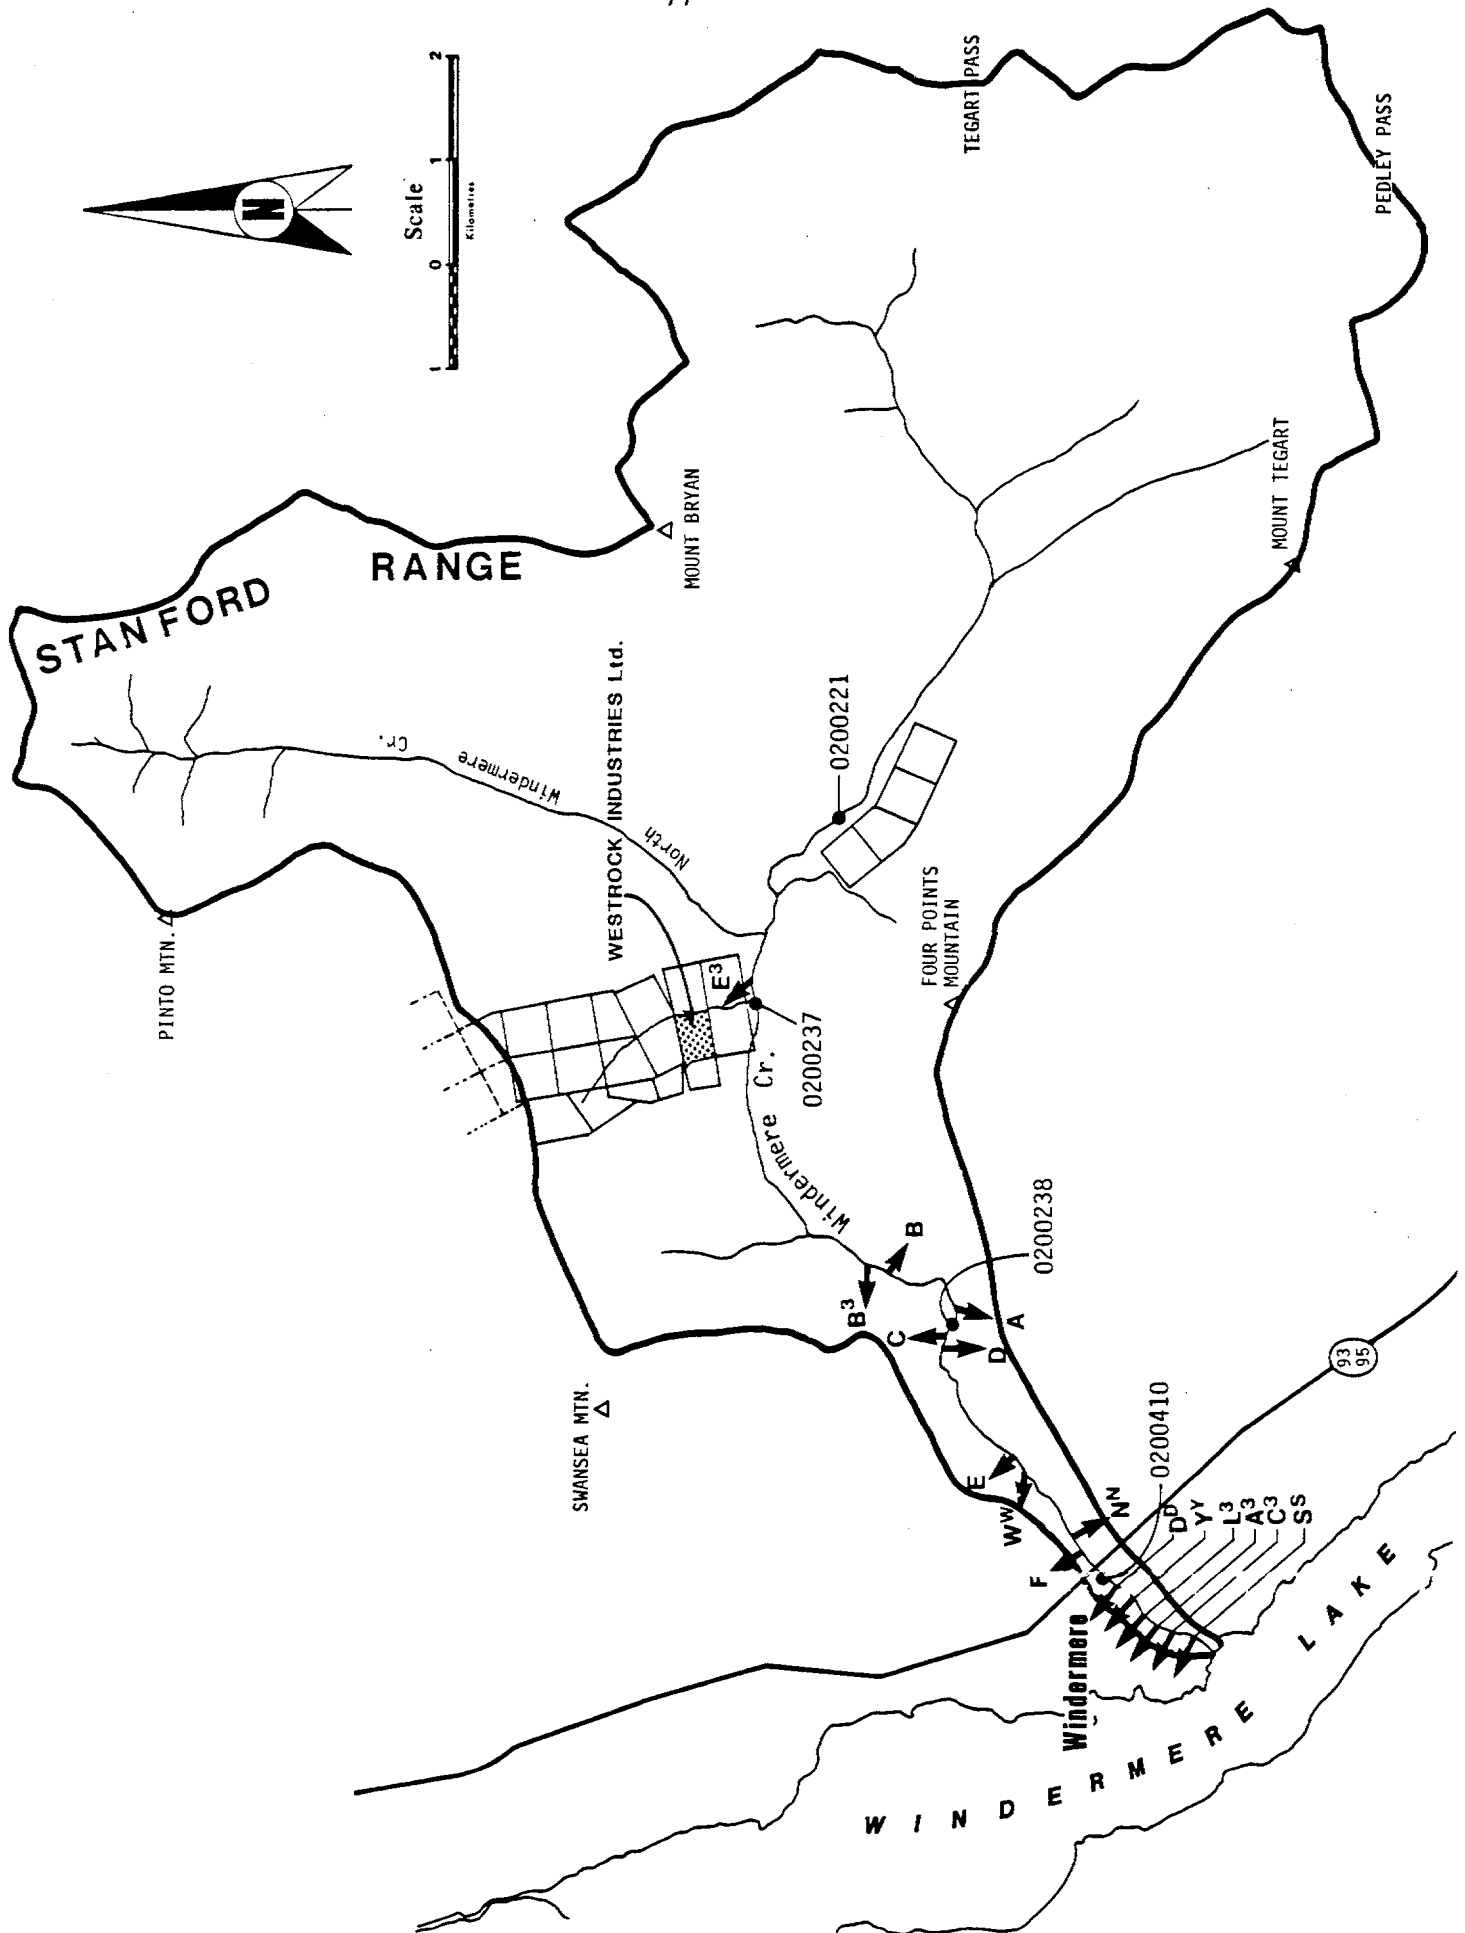 STANFORD
RANGE
N
Scale
1 0 1 2
Kilometres
TEGART PASS
PEDLEY PASS
MOUNT BRYAN
MOUNT TEGART
PINTO MTN.
North Windermere Cr.
WESTROCK INDUSTRIES Ltd.
0200221
FOUR POINTS
MOUNTAIN
E3
0200237
Windermere Cr.
SWANSEA MTN.
B3
B
C
D
A
0200238
E
WW
F
NN
0200410
DD
YY
L3
A3
C3
SS
93
95
Windermere
WINDERMERE LAKE